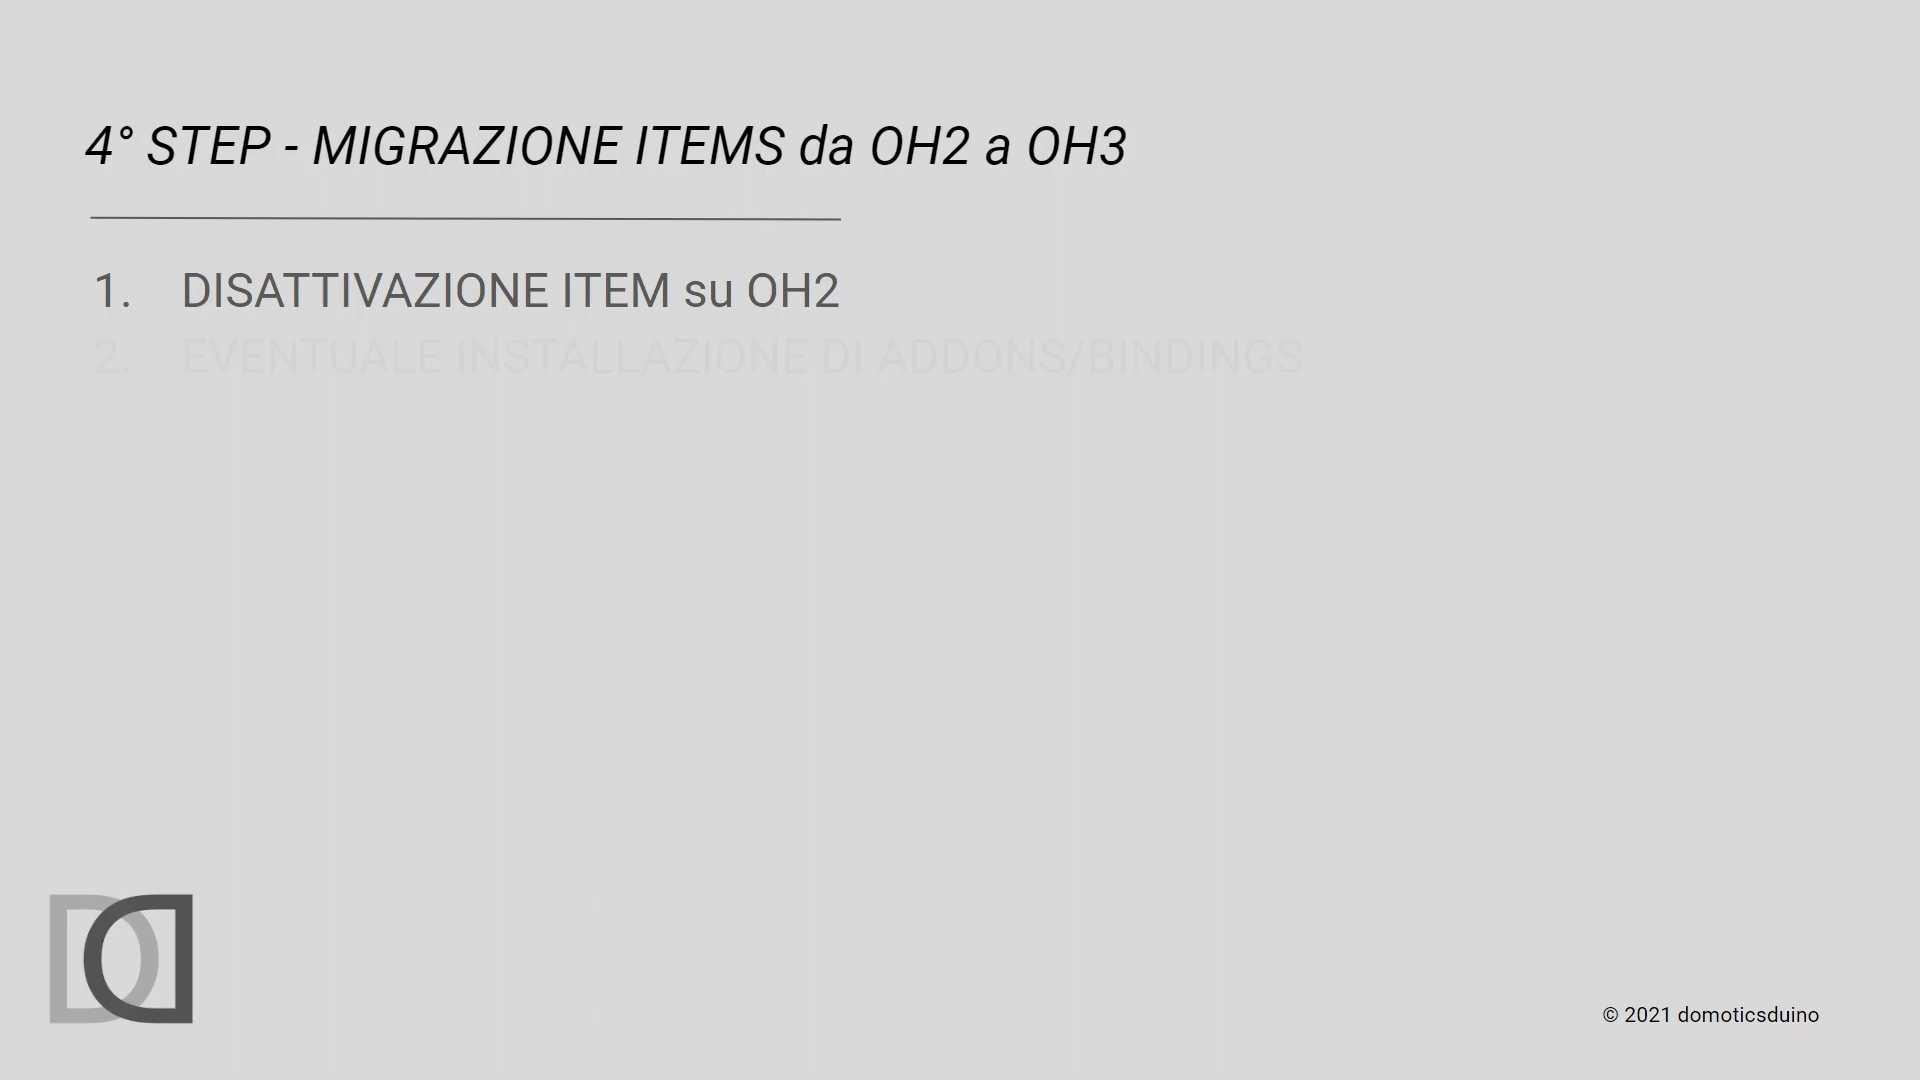 4° STEP - MIGRAZIONE ITEMS da OH2 a OH3
1. DISATTIVAZIONE ITEM su OH2
2. EVENTUALE INSTALLAZIONE DI ADDONS/BINDINGS
© 2021 domoticsduino